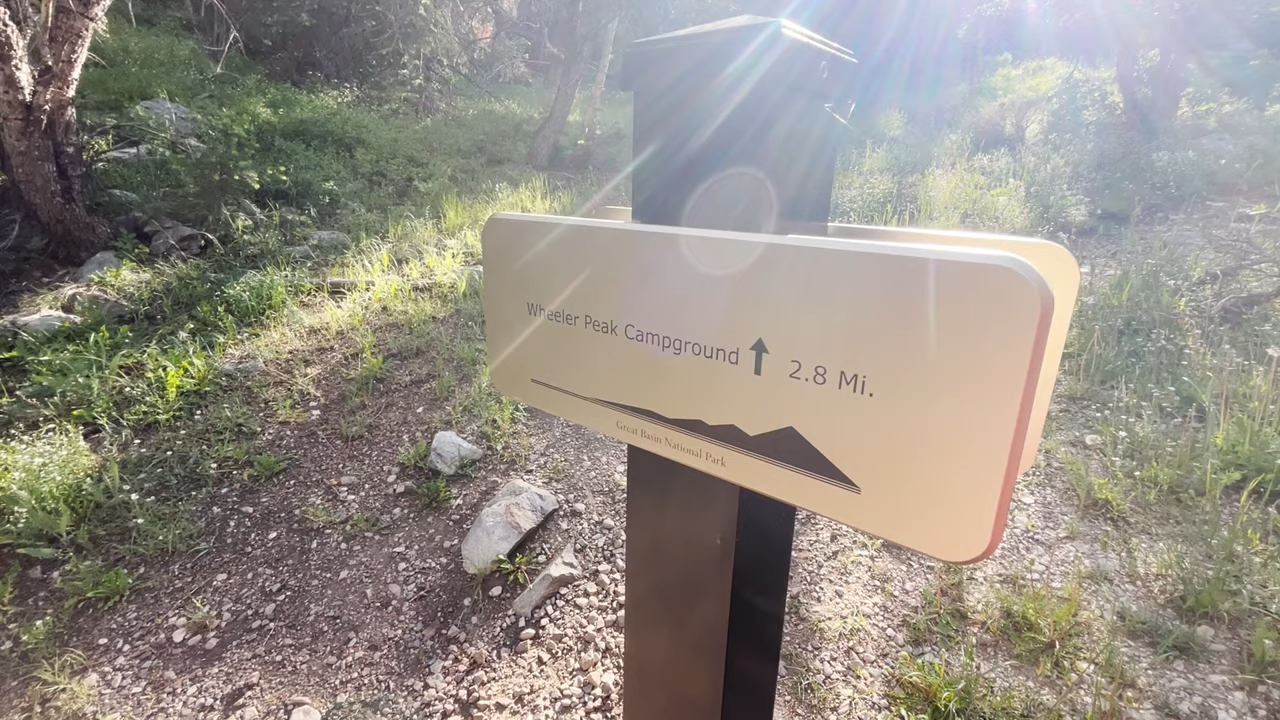 Wheeler Peak Campground ↑ 2.8 Mi.
Great Basin National Park